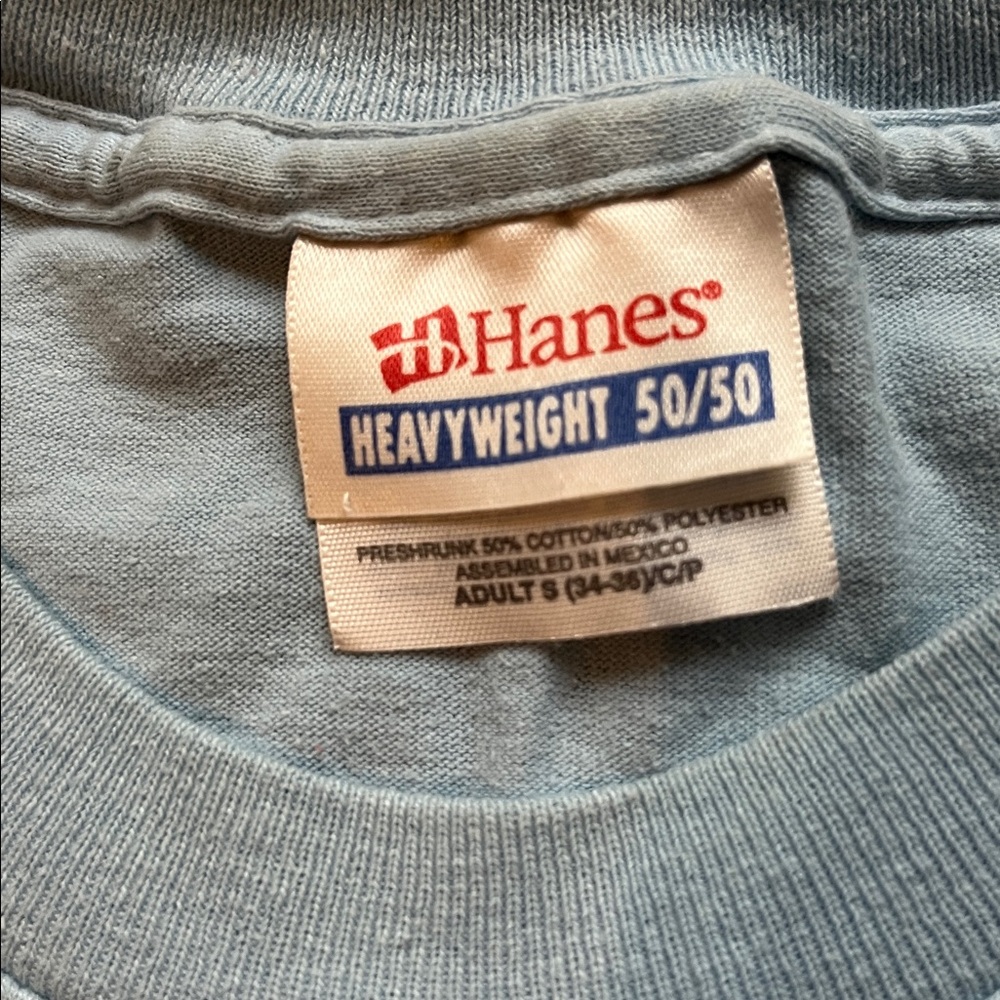 Hanes®
HEAVYWEIGHT 50/50
PRESHRUNK 50% COTTON/50% POLYESTER
ASSEMBLED IN MEXICO
ADULT S (34-36)/C/P